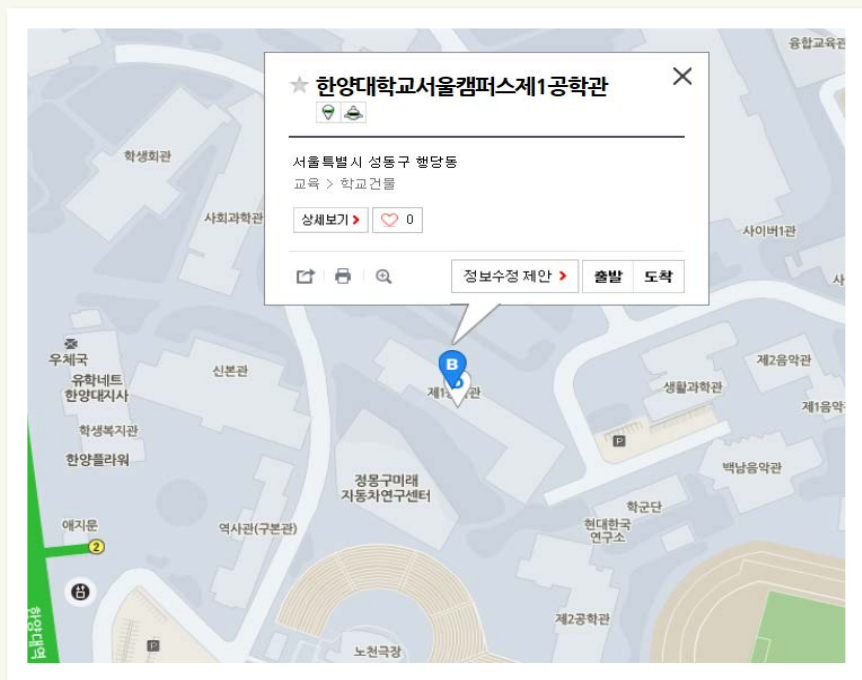 융합교육관
한양대학교서울캠퍼스제1공학관
서울특별시 성동구 행당동
교육 > 학교건물
상세보기 >
0
정보수정 제안 >
출발
도착
학생회관
사회과학관
사이버1관
사
우체국
유학네트
한양대지사
신본관
B
제1
관
생활과학관
제2음악관
제1음악
학생복지관
한양플라워
P
백남음악관
정몽구미래
자동차연구센터
학군단
현대한국
연구소
애지문
2
역사관(구본관)
한양대역
P
노천극장
제2공학관